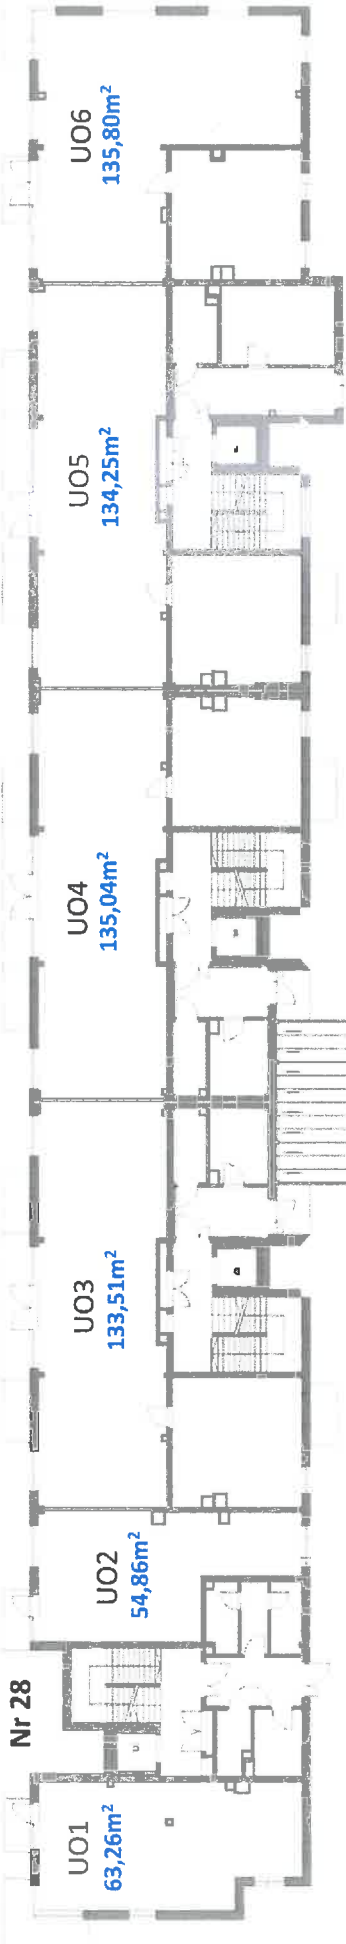 Nr 28
UO1
63,26m²
UO2
54,86m²
UO3
133,51m²
UO4
135,04m²
UO5
134,25m²
UO6
135,80m²